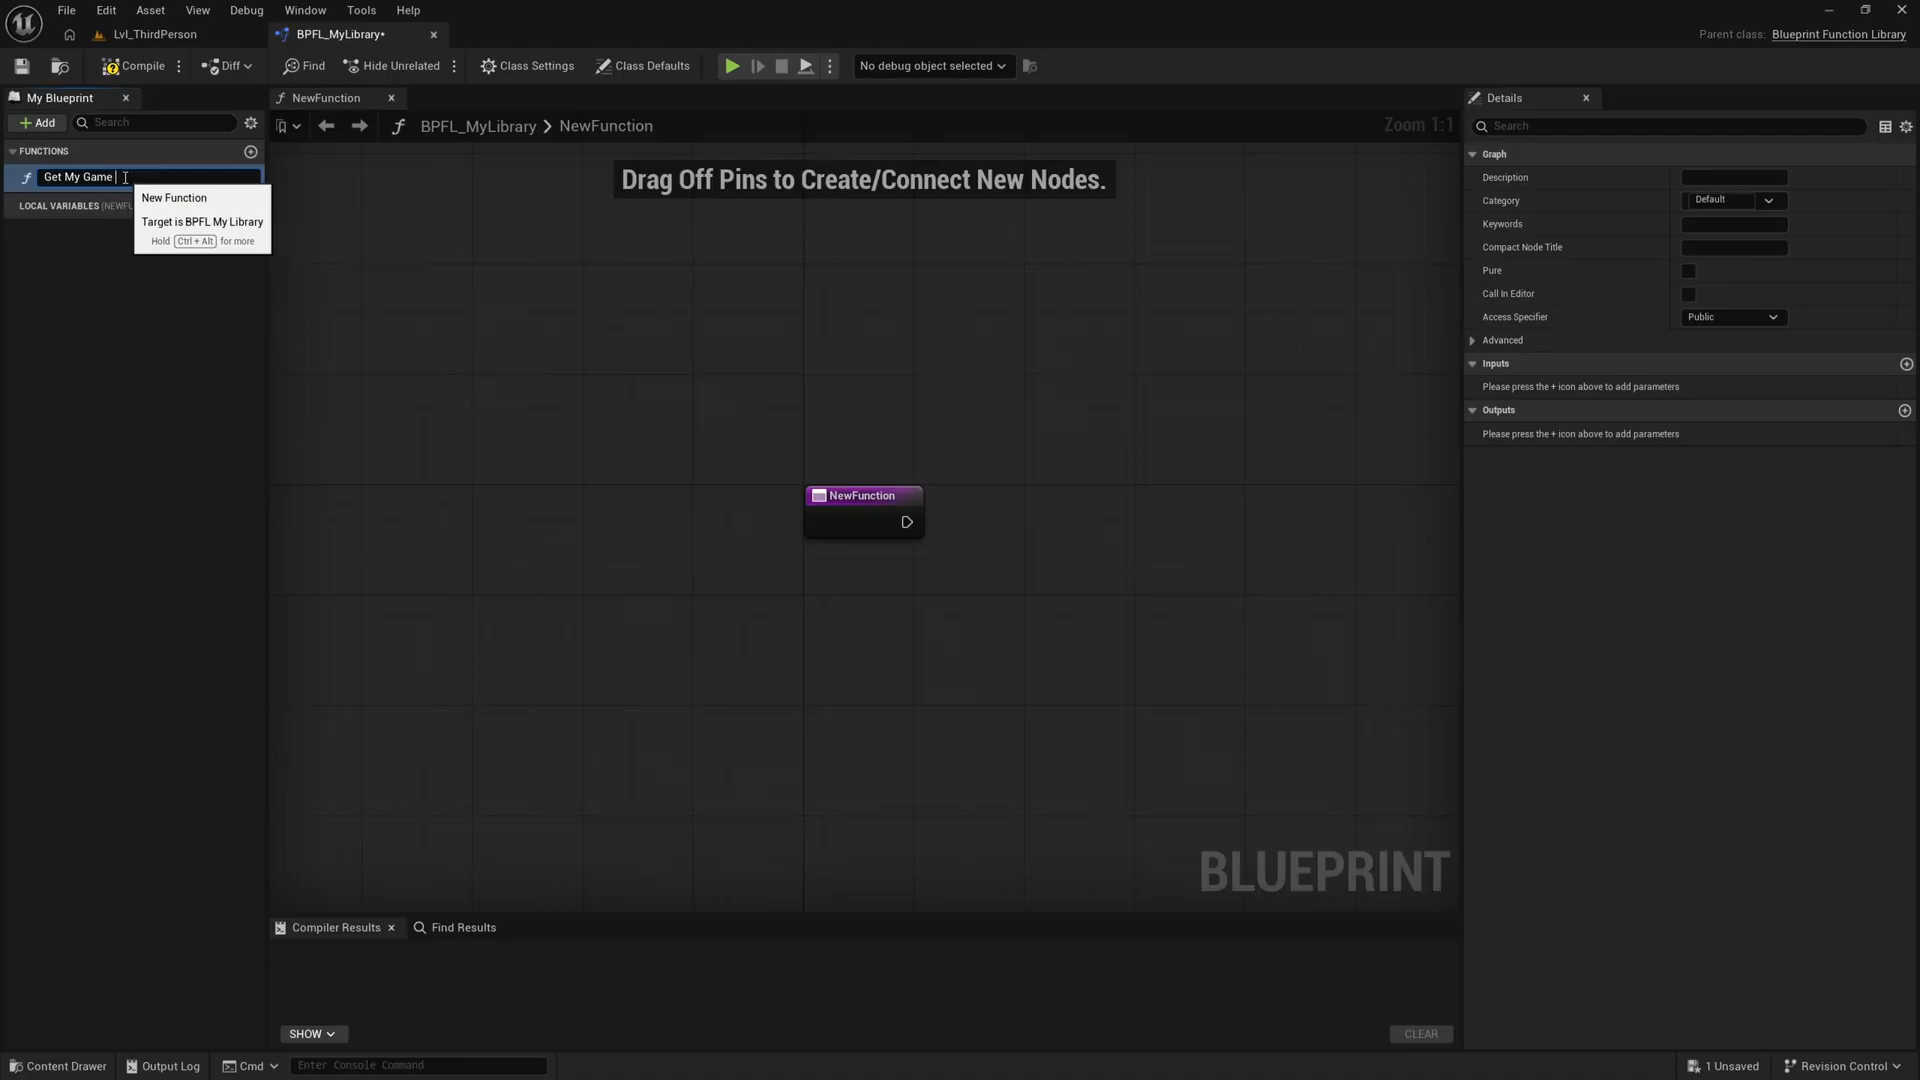 File Edit Asset View Debug Window Tools Help
Lvl_ThirdPerson BPFL_MyLibrary*
Parent class: Blueprint Function Library
Compile Diff Find Hide Unrelated Class Settings Class Defaults No debug object selected
My Blueprint
NewFunction
Details
Add Search
BPFL_MyLibrary > NewFunction
Zoom 1:1
Search
FUNCTIONS
Get My Game
LOCAL VARIABLES (NEWFU
New Function
Target is BPFL My Library
Hold Ctrl + Alt for more
Drag Off Pins to Create/Connect New Nodes.
NewFunction
BLUEPRINT
Graph
Description
Category Default
Keywords
Compact Node Title
Pure
Call In Editor
Access Specifier Public
Advanced
Inputs
Please press the + icon above to add parameters
Outputs
Please press the + icon above to add parameters
Compiler Results Find Results
SHOW
CLEAR
Content Drawer Output Log Cmd Enter Console Command
1 Unsaved Revision Control